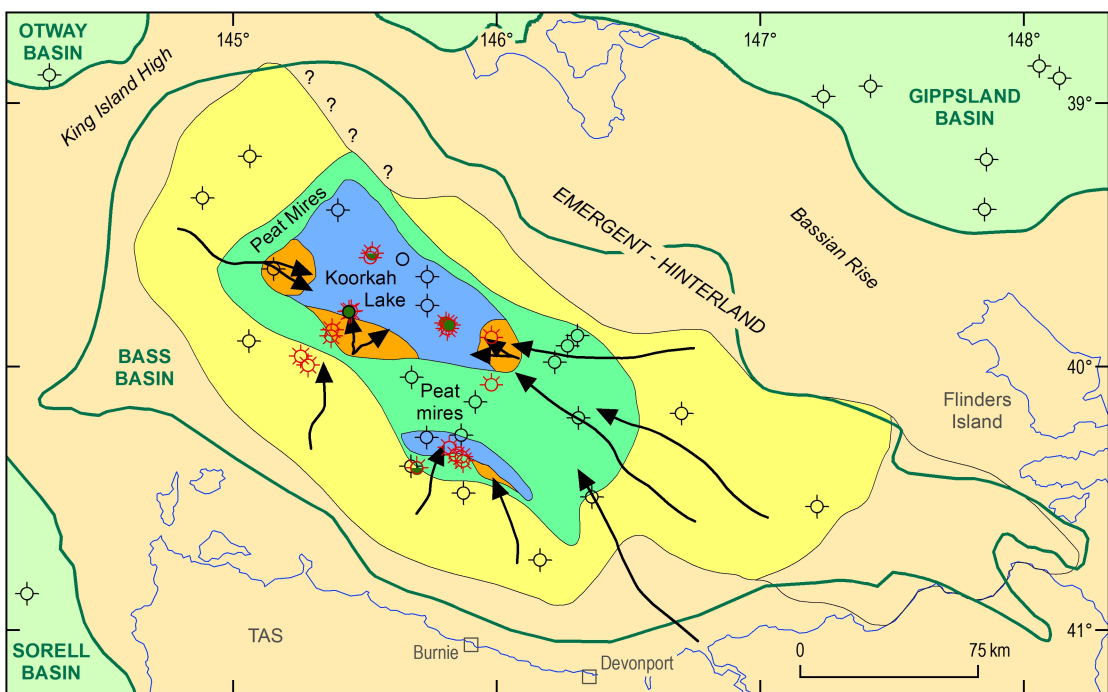 OTWAY
BASIN
145°
146°
147°
148°
King Island High
?
?
?
?
39°
GIPPSLAND
BASIN
Peat Mires
EMERGENT - HINTERLAND
Bassian Rise
Koorkah
Lake
BASS
BASIN
40°
Peat
mires
Flinders
Island
TAS
Burnie
Devonport
41°
0
75 km
SORELL
BASIN